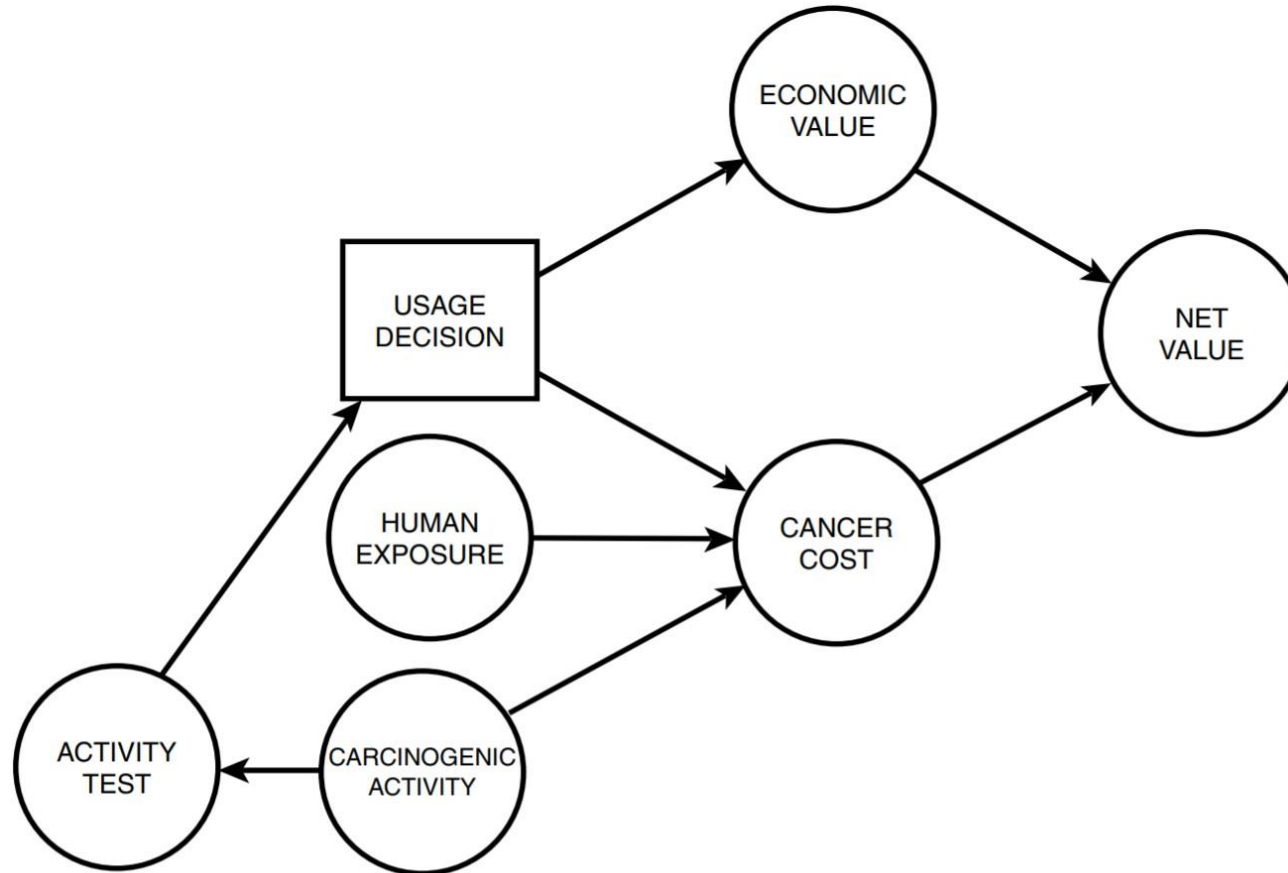 ECONOMIC
VALUE
USAGE
DECISION
NET
VALUE
HUMAN
EXPOSURE
CANCER
COST
ACTIVITY
TEST
CARCINOGENIC
ACTIVITY